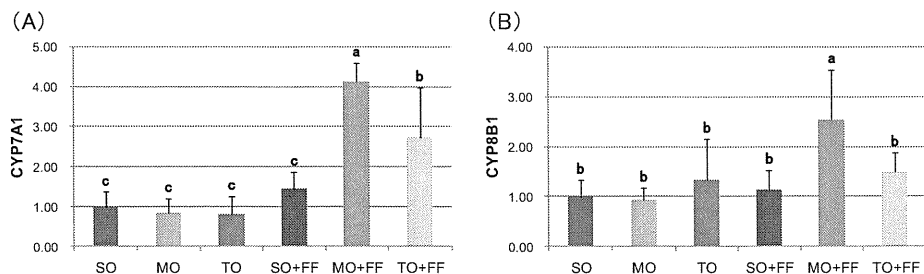 (A)
5.00
4.00
3.00
2.00
1.00
0.00
CYP7A1
c c c c a b
SO MO TO SO+FF MO+FF TO+FF
(B)
4.00
3.00
2.00
1.00
0.00
CYP8B1
b b b b a b
SO MO TO SO+FF MO+FF TO+FF